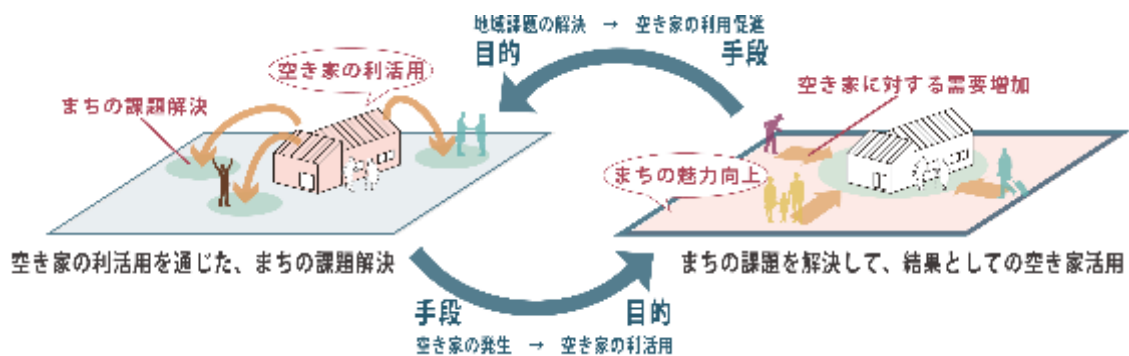 地域課題の解決 → 空き家の利用促進
目的 手段
空き家の利活用
まちの課題解決
空き家に対する需要増加
まちの魅力向上
空き家の利活用を通じた、まちの課題解決
まちの課題を解決して、結果としての空き家活用
手段 目的
空き家の発生 → 空き家の利活用